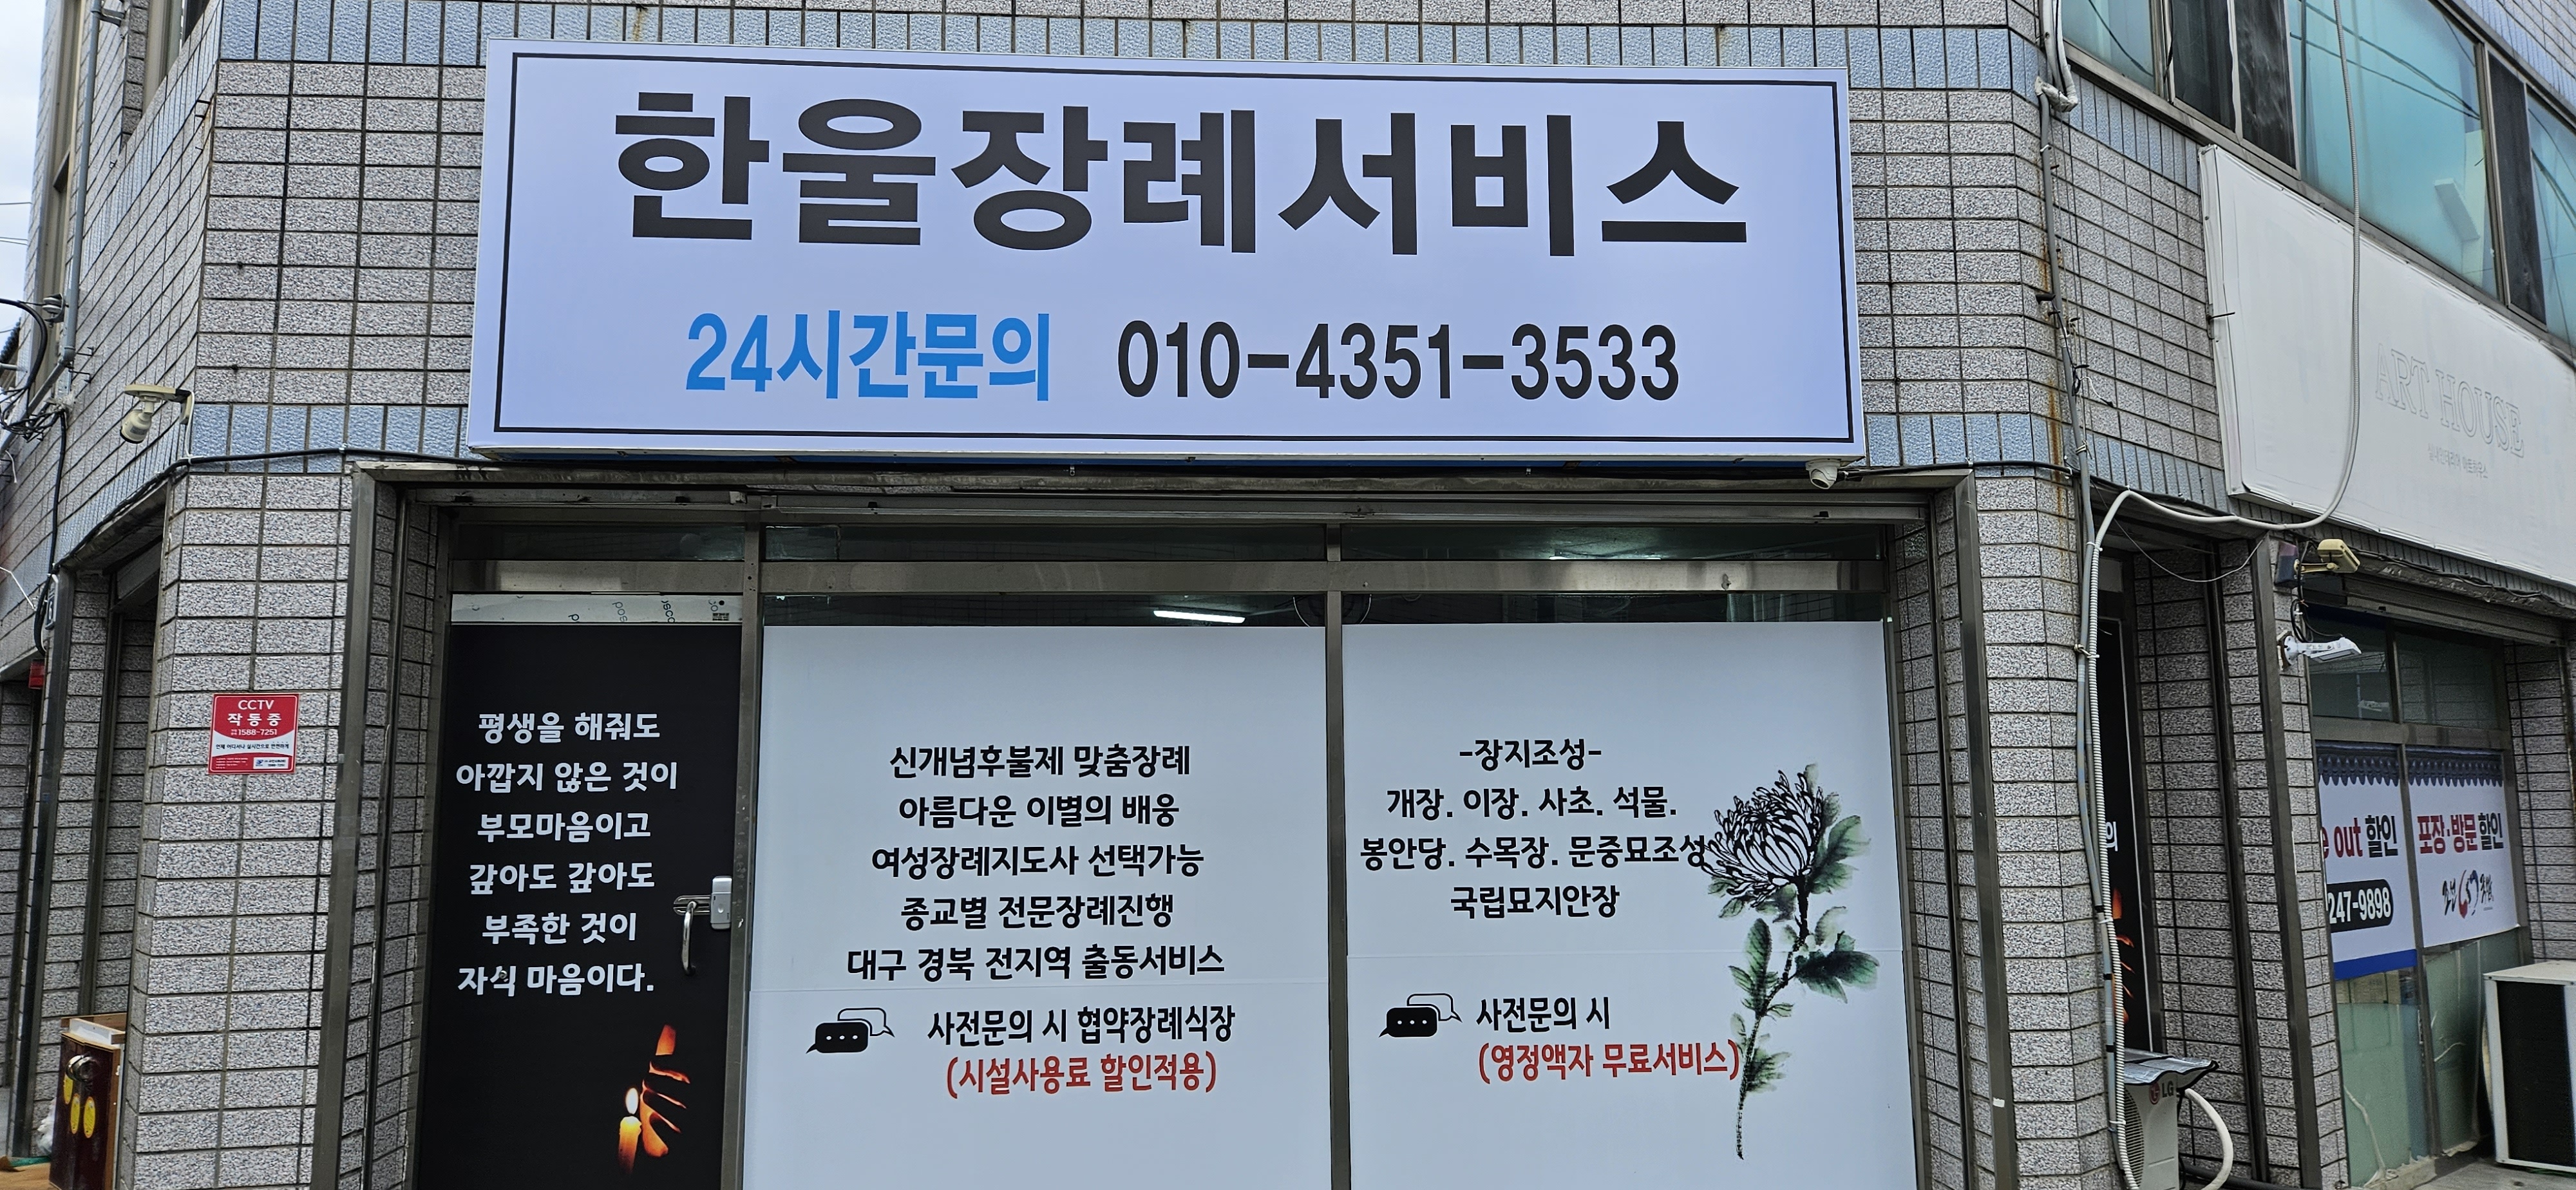 한울장례서비스
24시간문의 010-4351-3533
평생을 해줘도
아깝지 않은 것이
부모마음이고
갚아도 갚아도
부족한 것이
자식 마음이다.
신개념후불제 맞춤장례
아름다운 이별의 배웅
여성장례지도사 선택가능
종교별 전문장례진행
대구 경북 전지역 출동서비스
사전문의 시 협약장례식장
(시설사용료 할인적용)
-장지조성-
개장. 이장. 사초. 석물.
봉안당. 수목장. 문중묘조성
국립묘지안장
사전문의 시
(영정액자 무료서비스)
CCTV
작동중
1588-7251
ART HOUSE
out 할인
247-9898
포장·방문 할인
의
LG